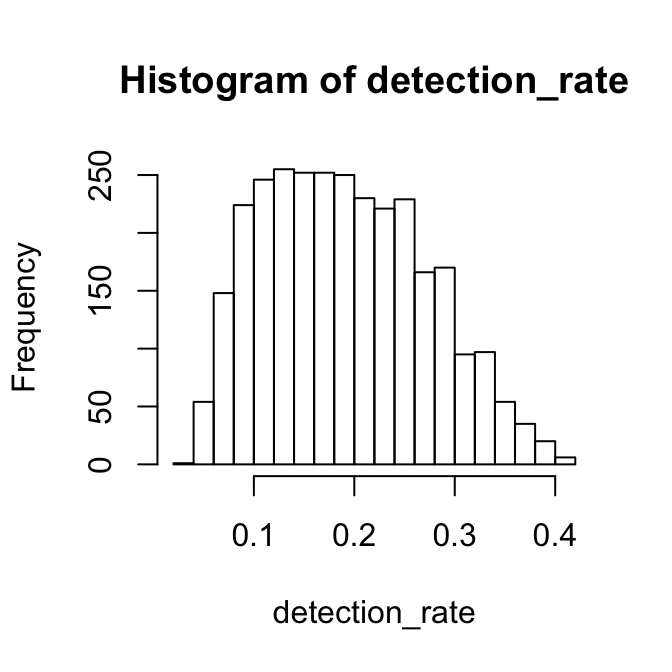 Histogram of detection_rate
Frequency
250
150
50
0
0.1 0.2 0.3 0.4
detection_rate